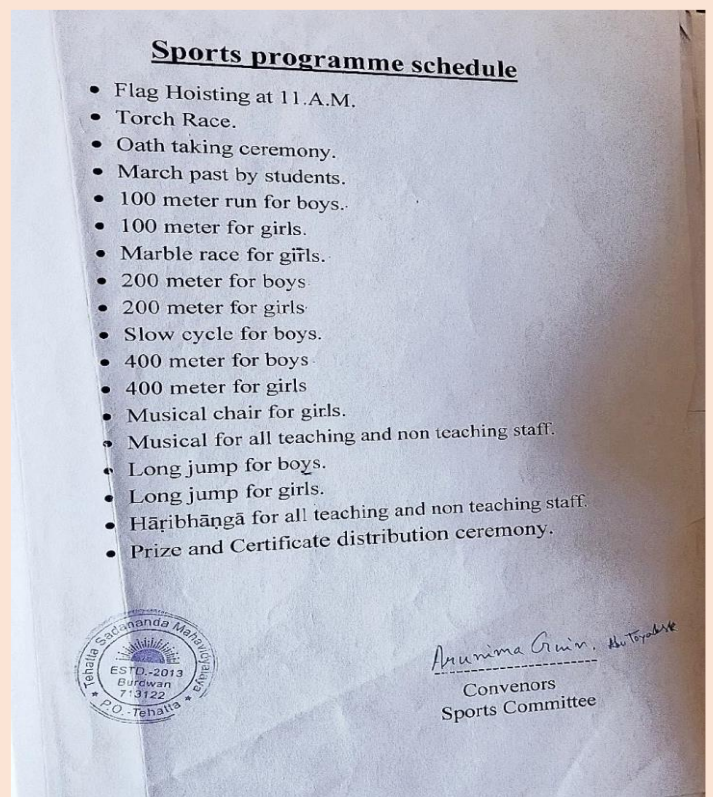 Sports programme schedule
• Flag Hoisting at 11.A.M.
• Torch Race.
• Oath taking ceremony.
• March past by students.
• 100 meter run for boys.
• 100 meter for girls.
• Marble race for girls.
• 200 meter for boys
• 200 meter for girls
• Slow cycle for boys.
• 400 meter for boys
• 400 meter for girls
• Musical chair for girls.
• Musical for all teaching and non teaching staff.
• Long jump for boys.
• Long jump for girls.
• Hāṛibhāṇgā for all teaching and non teaching staff.
• Prize and Certificate distribution ceremony.
Tehatta Sadananda Mahavidyalaya
ESTD.-2013
Burdwan
713122
P.O.-Tehatta
Arunima Guin.
Convenors
Sports Committee